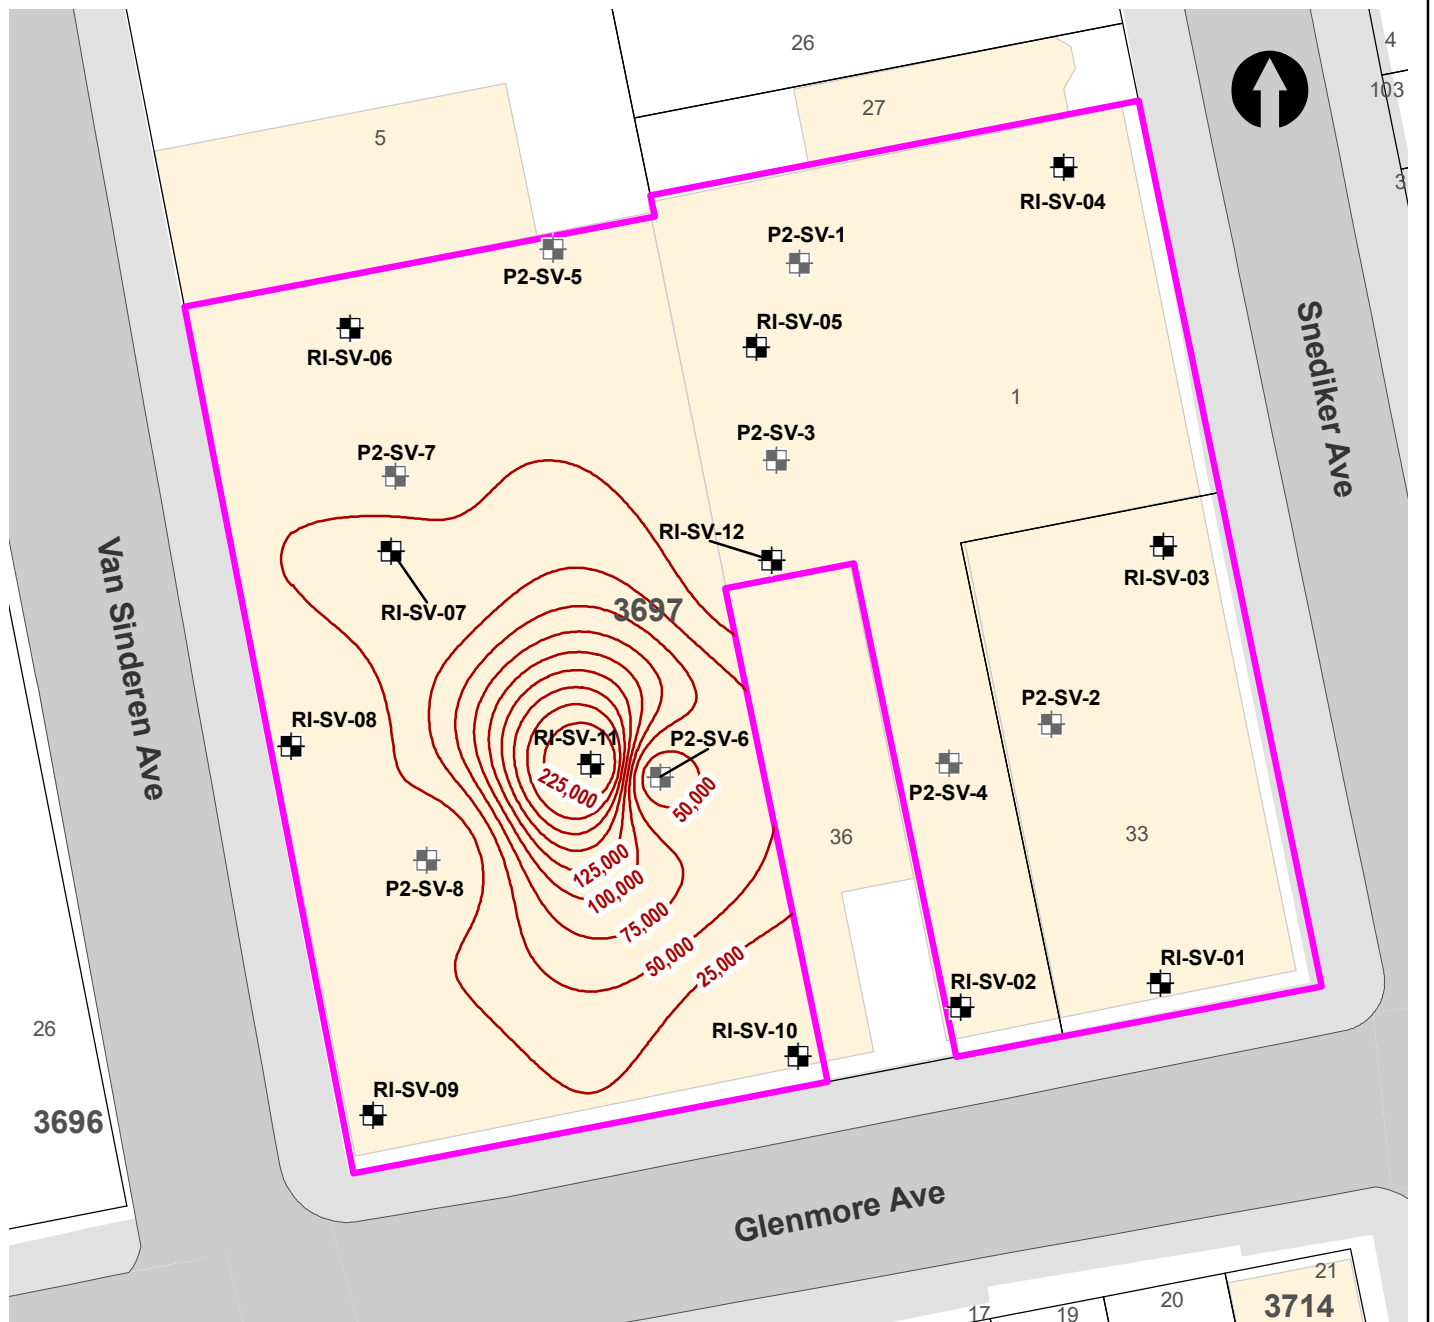 26
4
103
27
5
3
RI-SV-04
P2-SV-1
P2-SV-5
RI-SV-05
RI-SV-06
Snediker Ave
1
P2-SV-3
P2-SV-7
RI-SV-12
RI-SV-03
RI-SV-07
3697
Van Sinderen Ave
P2-SV-2
RI-SV-08
RI-SV-11
P2-SV-6
225,000
50,000
P2-SV-4
36
33
125,000
P2-SV-8
100,000
75,000
50,000
25,000
RI-SV-01
RI-SV-02
26
RI-SV-10
RI-SV-09
3696
Glenmore Ave
21
20
3714
17
19